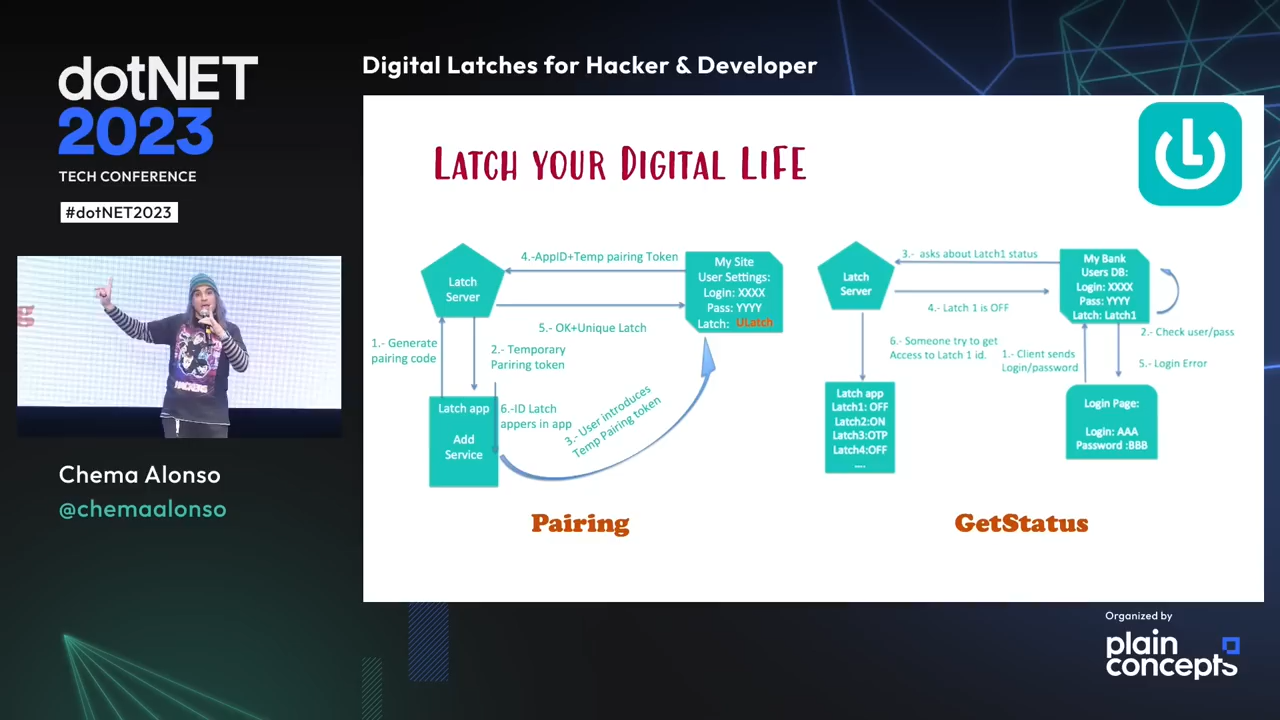 dotNET
2023
TECH CONFERENCE
#dotNET2023
Chema Alonso
@chemaalonso
Digital Latches for Hacker & Developer
LATCH YOUR DIGITAL LIFE
Latch
Server
4.-AppID+Temp pairing Token
My Site
User Settings:
Login: XXXX
Pass: YYYY
Latch: ULatch
5.- OK+Unique Latch
1.- Generate
pairing code
2.- Temporary
Pariring token
Latch app
Add
Service
6.-ID Latch
appers in app
3.- User introduces
Temp Pairing token
Pairing
Latch
Server
3.- asks about Latch1 status
My Bank
Users DB:
Login: XXXX
Pass: YYYY
Latch: Latch1
4.- Latch 1 is OFF
2.- Check user/pass
6.- Someone try to get
Access to Latch 1 id.
1.- Client sends
Login/password
5.- Login Error
Latch app
Latch1: OFF
Latch2:ON
Latch3:OTP
Latch4:OFF
....
Login Page:
Login: AAA
Password :BBB
GetStatus
Organized by
plain
concepts